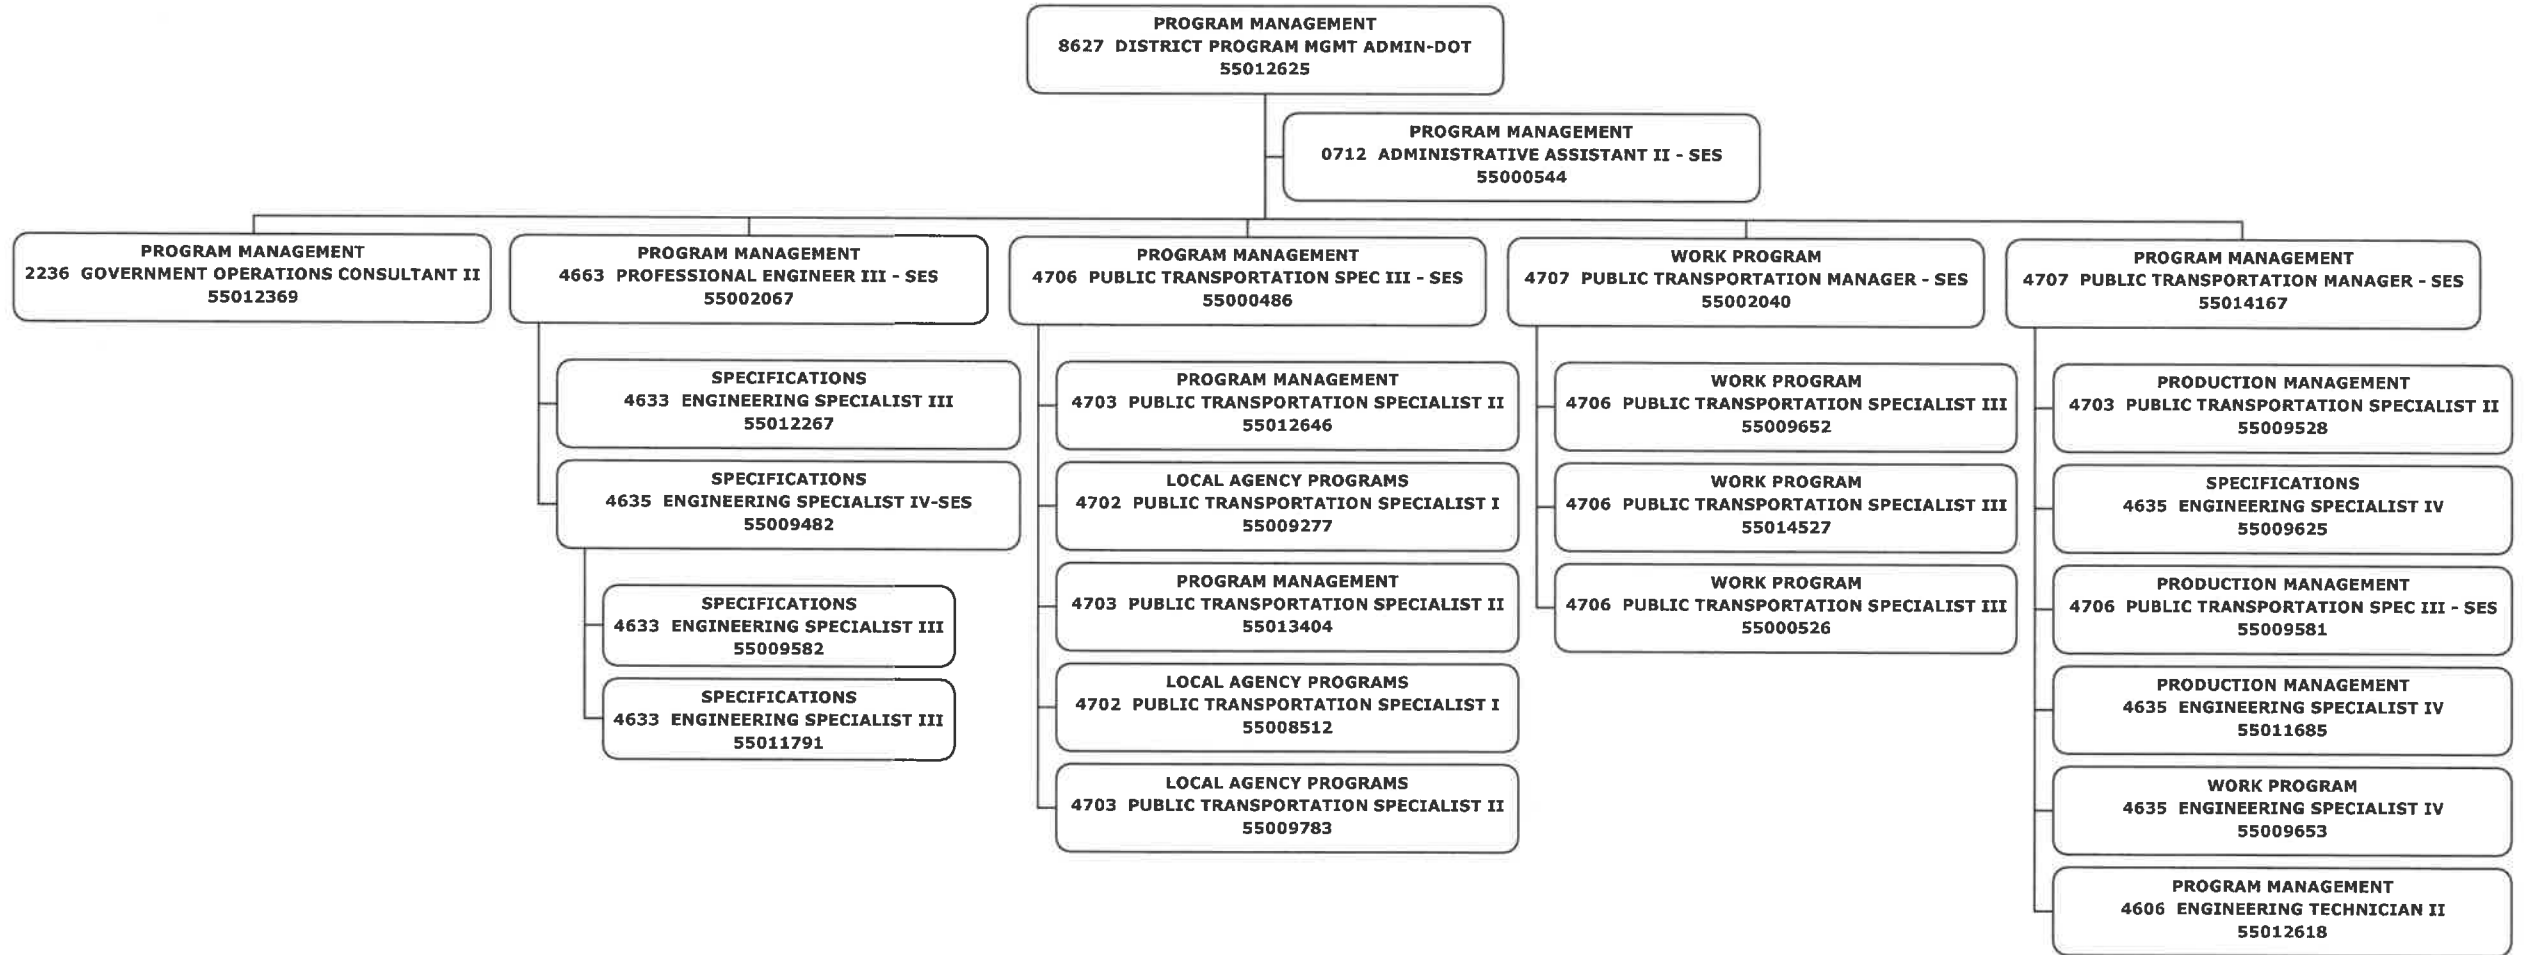 PROGRAM MANAGEMENT
8627 DISTRICT PROGRAM MGMT ADMIN-DOT
55012625
PROGRAM MANAGEMENT
0712 ADMINISTRATIVE ASSISTANT II - SES
55000544
PROGRAM MANAGEMENT
2236 GOVERNMENT OPERATIONS CONSULTANT II
55012369
PROGRAM MANAGEMENT
4663 PROFESSIONAL ENGINEER III - SES
55002067
SPECIFICATIONS
4633 ENGINEERING SPECIALIST III
55012267
SPECIFICATIONS
4635 ENGINEERING SPECIALIST IV-SES
55009482
SPECIFICATIONS
4633 ENGINEERING SPECIALIST III
55009582
SPECIFICATIONS
4633 ENGINEERING SPECIALIST III
55011791
PROGRAM MANAGEMENT
4706 PUBLIC TRANSPORTATION SPEC III - SES
55000486
PROGRAM MANAGEMENT
4703 PUBLIC TRANSPORTATION SPECIALIST II
55012646
LOCAL AGENCY PROGRAMS
4702 PUBLIC TRANSPORTATION SPECIALIST I
55009277
PROGRAM MANAGEMENT
4703 PUBLIC TRANSPORTATION SPECIALIST II
55013404
LOCAL AGENCY PROGRAMS
4702 PUBLIC TRANSPORTATION SPECIALIST I
55008512
LOCAL AGENCY PROGRAMS
4703 PUBLIC TRANSPORTATION SPECIALIST II
55009783
WORK PROGRAM
4707 PUBLIC TRANSPORTATION MANAGER - SES
55002040
WORK PROGRAM
4706 PUBLIC TRANSPORTATION SPECIALIST III
55009652
WORK PROGRAM
4706 PUBLIC TRANSPORTATION SPECIALIST III
55014527
WORK PROGRAM
4706 PUBLIC TRANSPORTATION SPECIALIST III
55000526
PROGRAM MANAGEMENT
4707 PUBLIC TRANSPORTATION MANAGER - SES
55014167
PRODUCTION MANAGEMENT
4703 PUBLIC TRANSPORTATION SPECIALIST II
55009528
SPECIFICATIONS
4635 ENGINEERING SPECIALIST IV
55009625
PRODUCTION MANAGEMENT
4706 PUBLIC TRANSPORTATION SPEC III - SES
55009581
PRODUCTION MANAGEMENT
4635 ENGINEERING SPECIALIST IV
55011685
WORK PROGRAM
4635 ENGINEERING SPECIALIST IV
55009653
PROGRAM MANAGEMENT
4606 ENGINEERING TECHNICIAN II
55012618